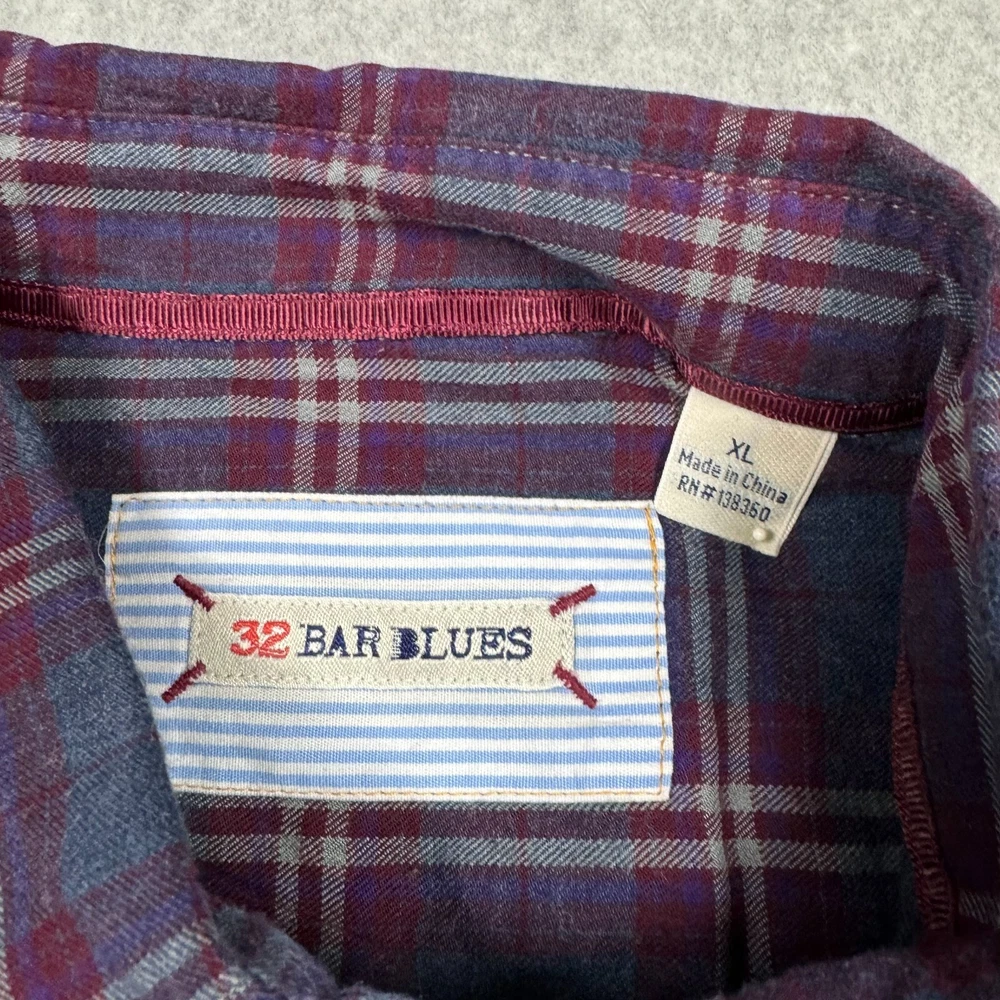 XL
Made in China
RN#138360
32 BAR BLUES